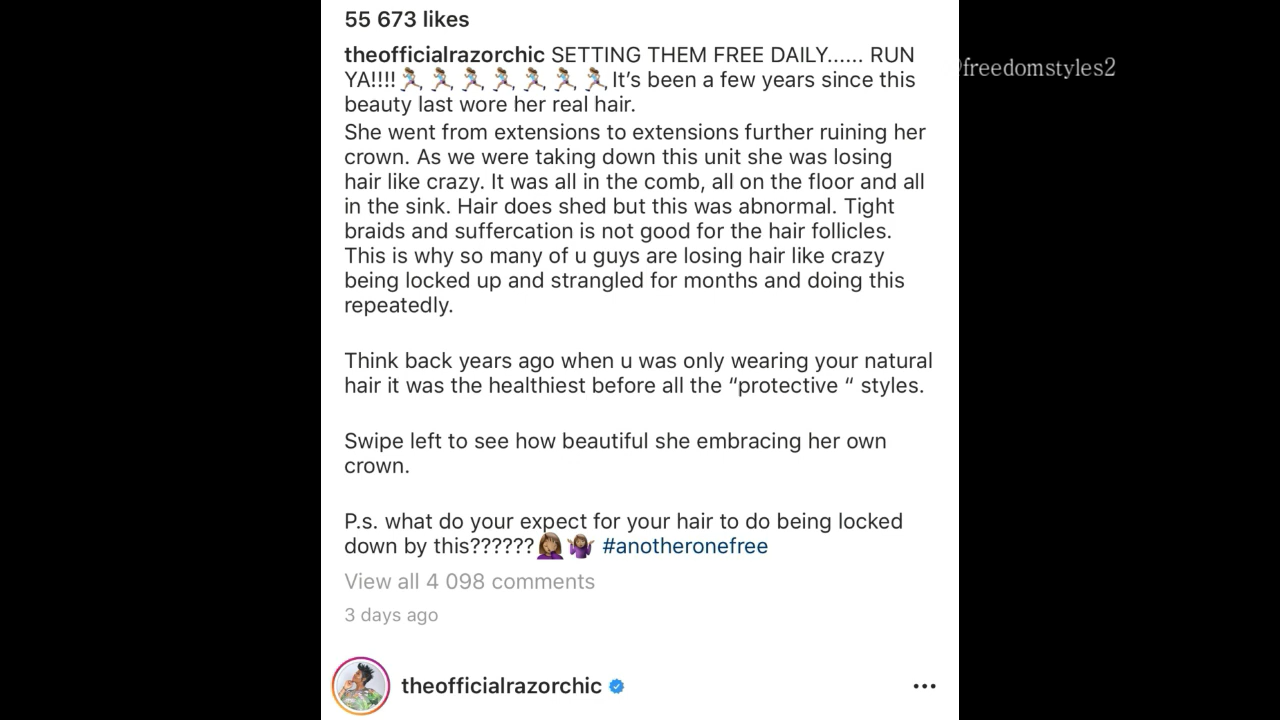 55 673 likes
theofficialrazorchic SETTING THEM FREE DAILY...... RUN
YA!!!!🏃🏽‍♀️🏃🏽‍♀️🏃🏽‍♀️🏃🏽‍♀️🏃🏽‍♀️🏃🏽‍♀️🏃🏽‍♀️It’s been a few years since this
beauty last wore her real hair.
She went from extensions to extensions further ruining her
crown. As we were taking down this unit she was losing
hair like crazy. It was all in the comb, all on the floor and all
in the sink. Hair does shed but this was abnormal. Tight
braids and suffercation is not good for the hair follicles.
This is why so many of u guys are losing hair like crazy
being locked up and strangled for months and doing this
repeatedly.
Think back years ago when u was only wearing your natural
hair it was the healthiest before all the “protective “ styles.
Swipe left to see how beautiful she embracing her own
crown.
P.s. what do your expect for your hair to do being locked
down by this??????🤦🏽‍♀️🤷🏽‍♀️ #anotheronefree
View all 4 098 comments
3 days ago
theofficialrazorchic
@freedomstyles2